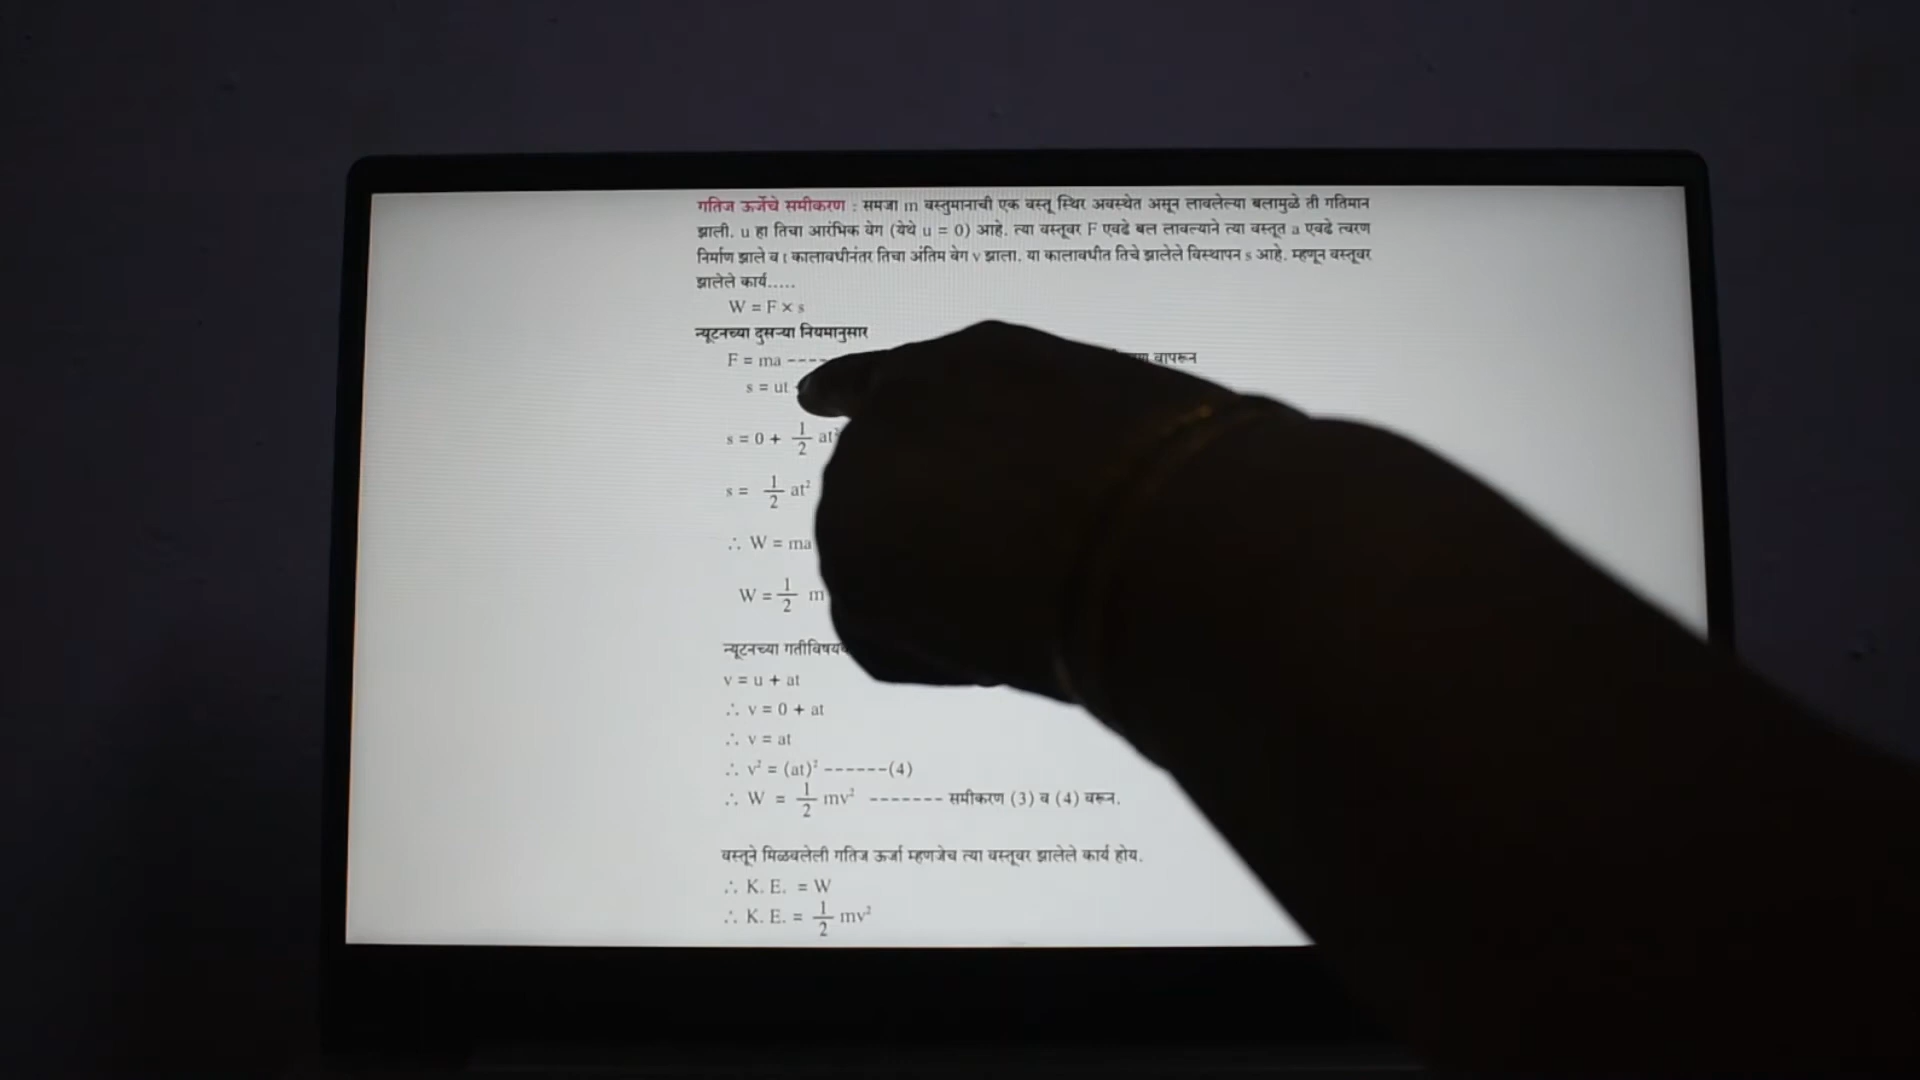 गतिज ऊर्जेचे समीकरण : समजा m वस्तुमानाची एक वस्तू स्थिर अवस्थेत असून लावलेल्या बलामुळे ती गतिमान
झाली. u हा तिचा आरंभिक वेग (येथे u = 0) आहे. त्या वस्तूवर F एवढे बल लावल्याने त्या वस्तूत a एवढे त्वरण
निर्माण झाले व t कालावधीनंतर तिचा अंतिम वेग v झाला. या कालावधीत तिचे झालेले विस्थापन s आहे. म्हणून वस्तूवर
झालेले कार्य.....
W = F × s
न्यूटनच्या दुसऱ्या नियमानुसार
F = ma ---- वापरून
s = ut
s = 0 + 1/2 at²
s = 1/2 at²
∴ W = ma
W = 1/2 m
न्यूटनच्या
v = u + at
∴ v = 0 + at
∴ v = at
∴ v² = (at)² ------(4)
∴ W = 1/2 mv² ------- समीकरण (3) व (4) वरून.
वस्तूने मिळवलेली गतिज ऊर्जा म्हणजेच त्या वस्तूवर झालेले कार्य होय.
∴ K. E. = W
∴ K. E. = 1/2 mv²